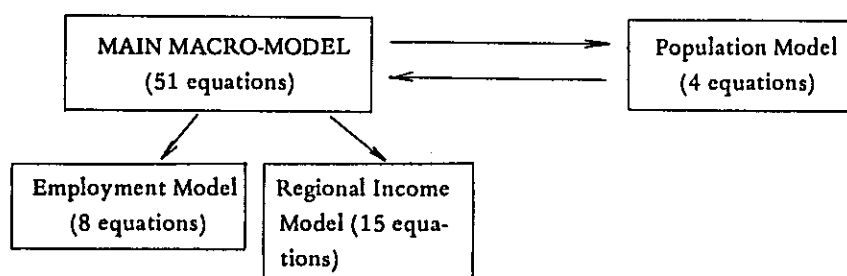 MAIN MACRO-MODEL
(51 equations)
Population Model
(4 equations)
Employment Model
(8 equations)
Regional Income
Model (15 equa-
tions)